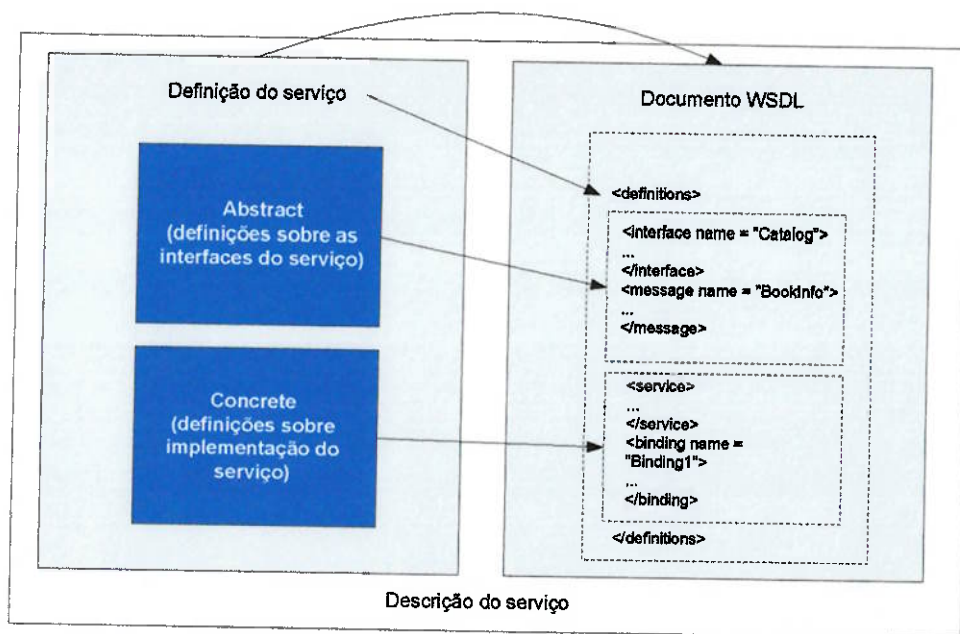 Definição do serviço
Abstract
(definições sobre as
interfaces do serviço)
Concrete
(definições sobre
implementação do
serviço)
Documento WSDL
<definitions>
<interface name = "Catalog">
...
</interface>
<message name = "BookInfo">
...
</message>
<service>
...
</service>
<binding name =
"Binding1">
...
</binding>
</definitions>
Descrição do serviço